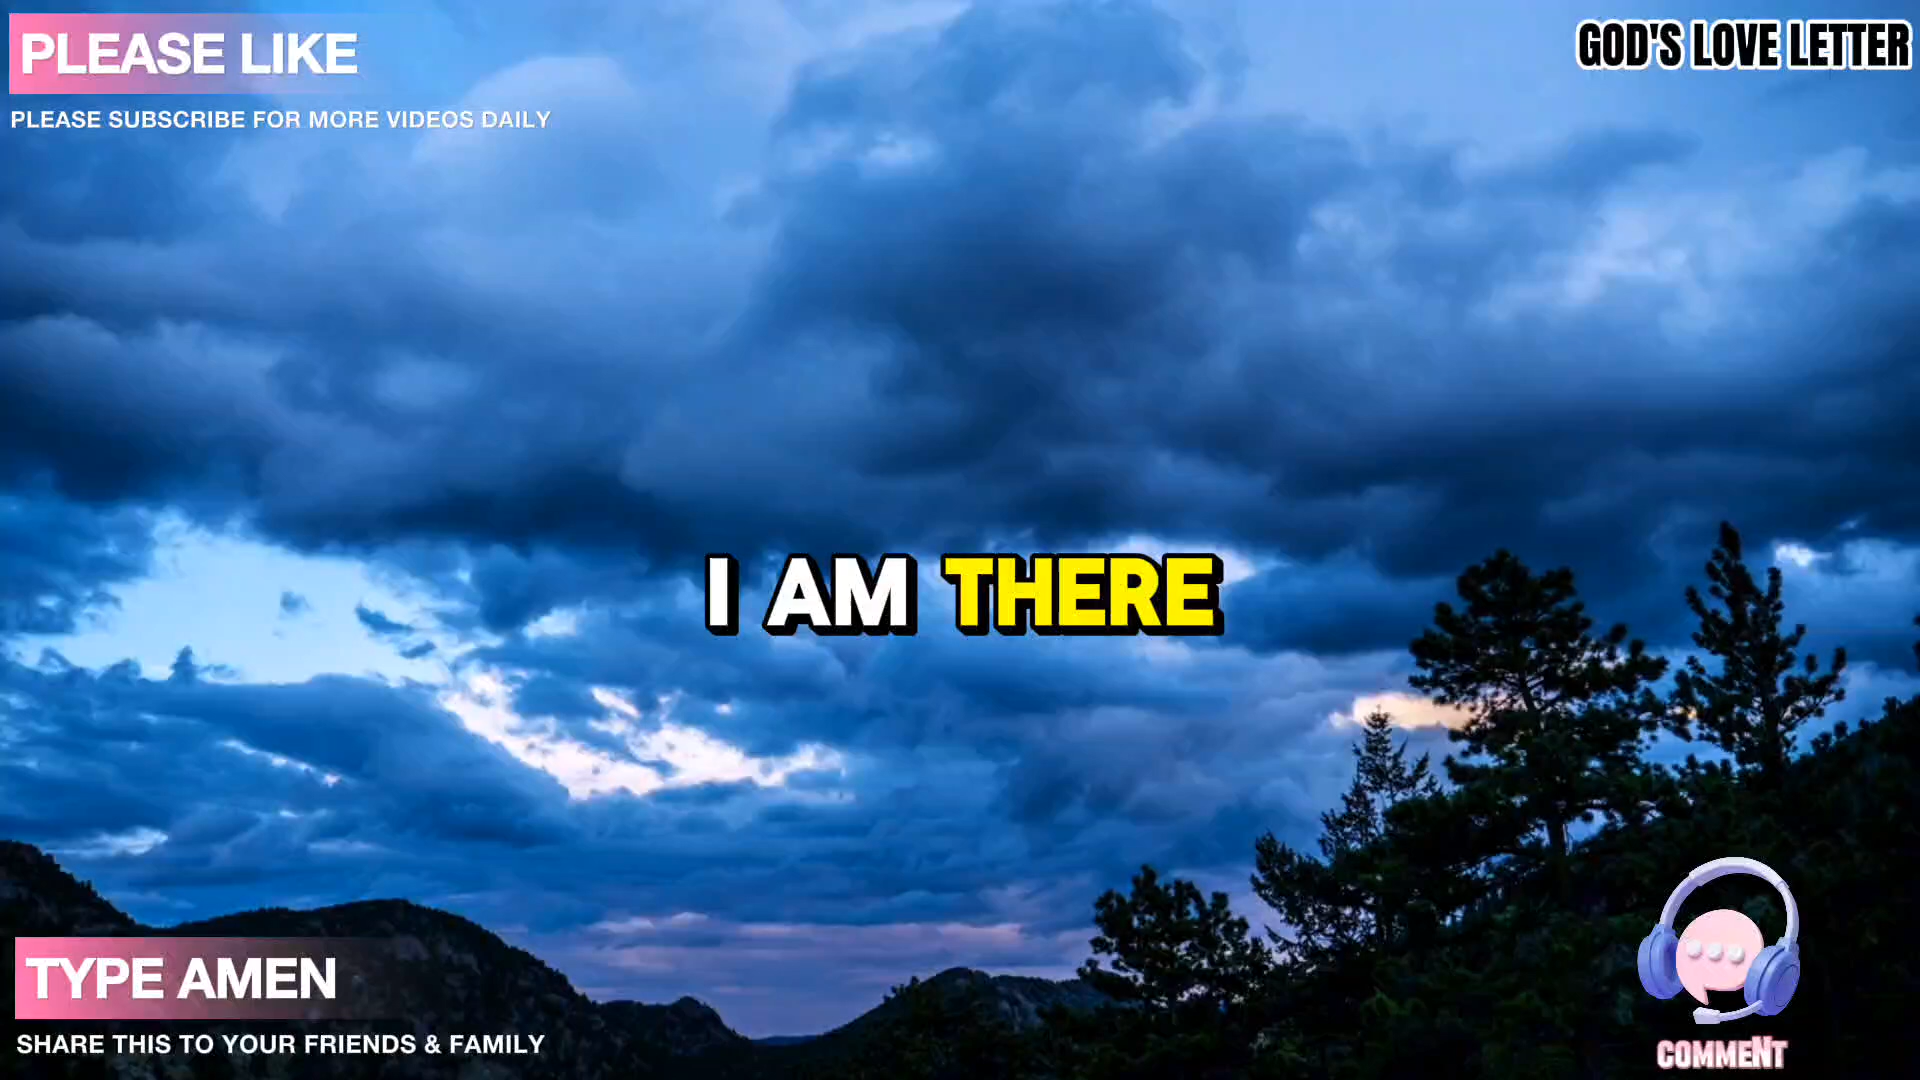 PLEASE LIKE
PLEASE SUBSCRIBE FOR MORE VIDEOS DAILY
GOD'S LOVE LETTER
I AM THERE
TYPE AMEN
SHARE THIS TO YOUR FRIENDS & FAMILY
COMMENT